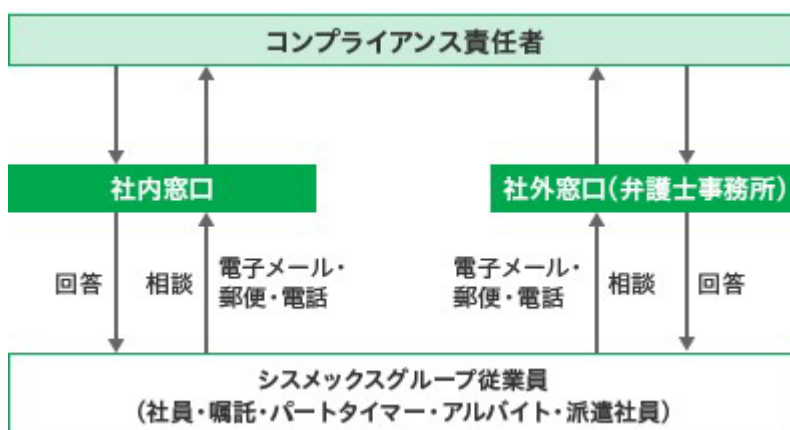 コンプライアンス責任者
社内窓口
社外窓口(弁護士事務所)
回答
相談
電子メール・
郵便・電話
電子メール・
郵便・電話
相談
回答
シスメックスグループ従業員
(社員・嘱託・パートタイマー・アルバイト・派遣社員)